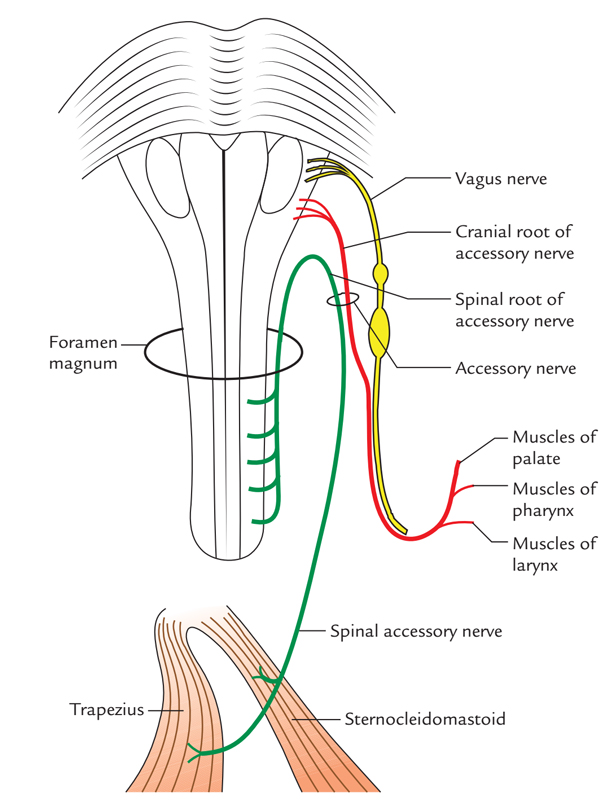 Vagus nerve
Cranial root of
accessory nerve
Spinal root of
accessory nerve
Foramen
magnum
Accessory nerve
Muscles of
palate
Muscles of
pharynx
Muscles of
larynx
Spinal accessory nerve
Trapezius
Sternocleidomastoid